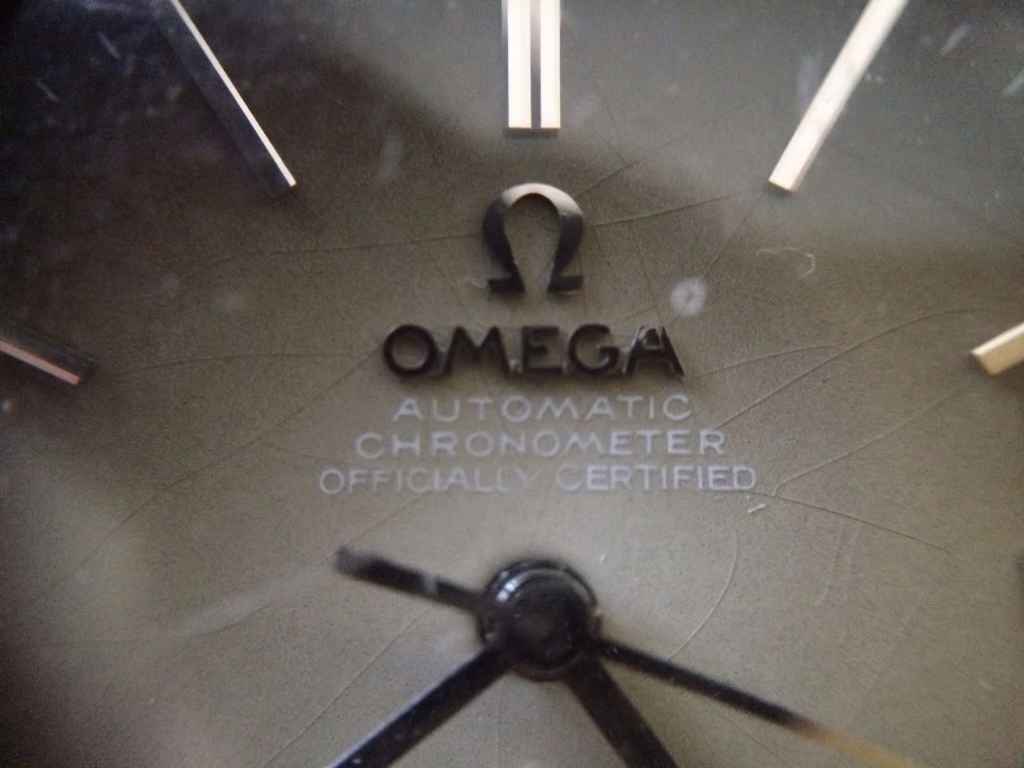 Ω
OMEGA
AUTOMATIC
CHRONOMETER
OFFICIALLY CERTIFIED